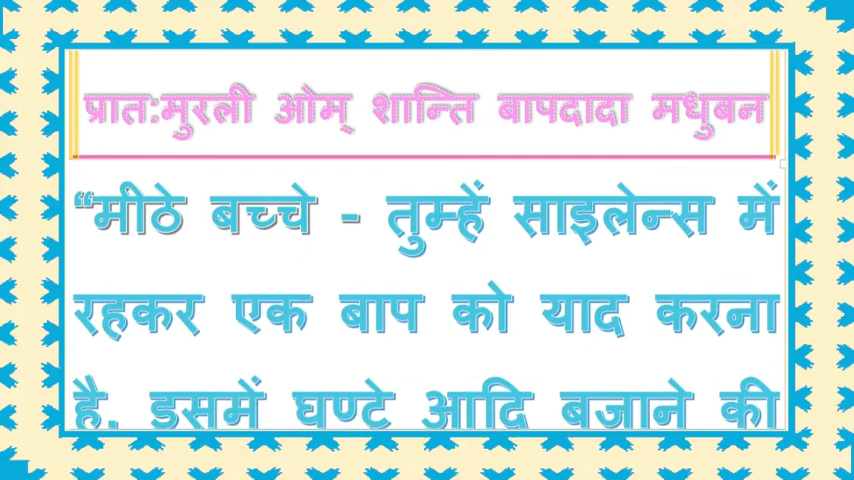 प्रात:मुरली ओम् शान्ति बापदादा मधुबन
“मीठे बच्चे - तुम्हें साइलेन्स में
रहकर एक बाप को याद करना
है, इसमें घण्टे आदि बजाने की